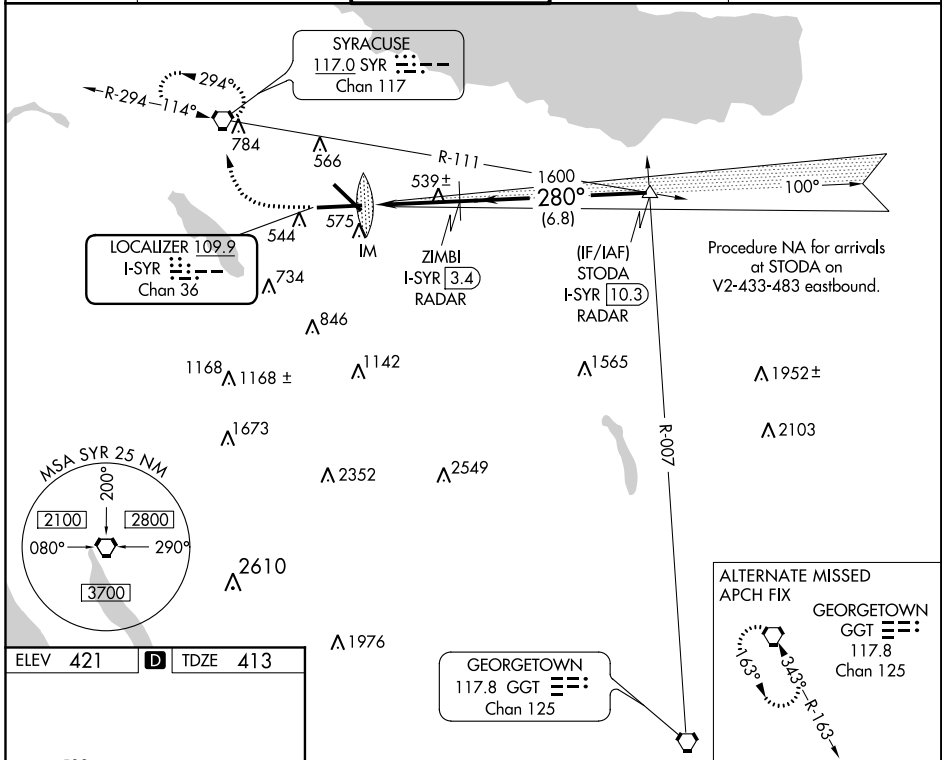 SYRACUSE
117.0 SYR
Chan 117
294°
R-294
114°
784
566
R-111
1600
280°
(6.8)
100°
539±
544
575
IM
LOCALIZER 109.9
I-SYR
Chan 36
ZIMBI
I-SYR 3.4
RADAR
(IF/IAF)
STODA
I-SYR 10.3
RADAR
Procedure NA for arrivals
at STODA on
V2-433-483 eastbound.
734
846
1168
1168 ±
1142
1565
1952±
1673
2103
2352
2549
R-007
MSA SYR 25 NM
200°
2100
2800
080°
290°
3700
2610
1976
ELEV 421 D TDZE 413
GEORGETOWN
117.8 GGT
Chan 125
ALTERNATE MISSED
APCH FIX
GEORGETOWN
GGT
117.8
Chan 125
163°
343°
R-163